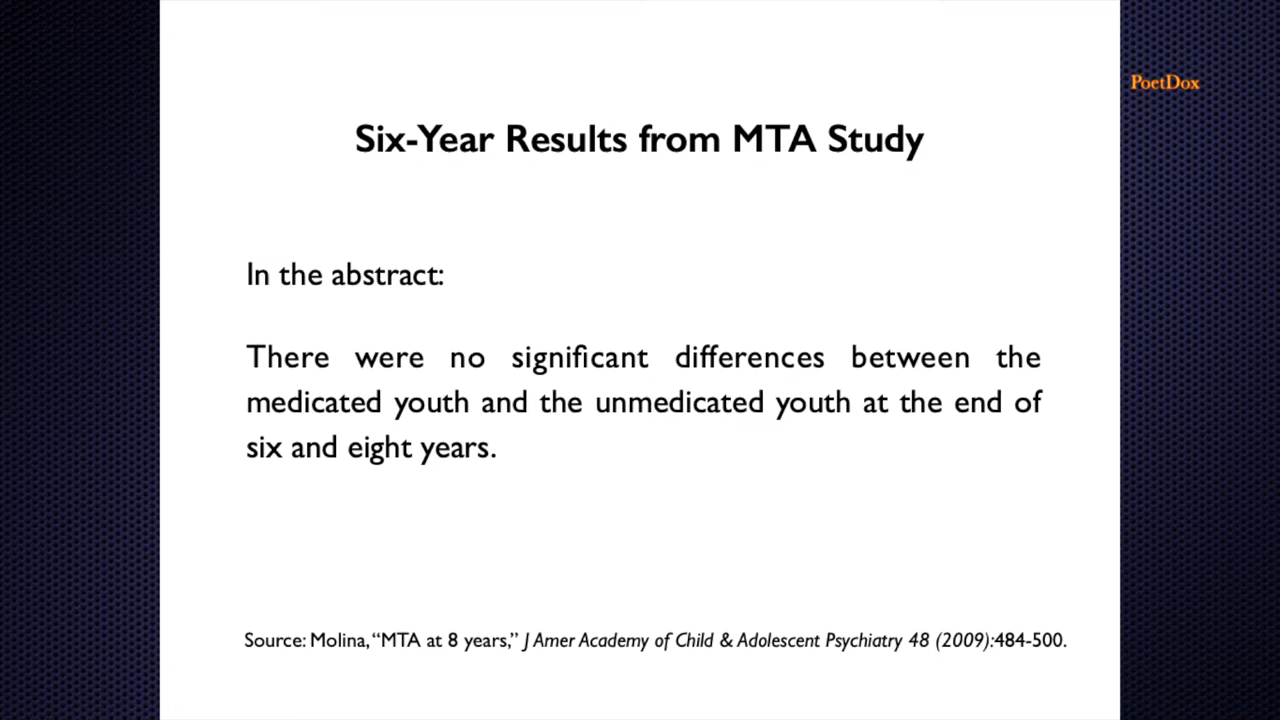 PoetDox
Six-Year Results from MTA Study
In the abstract:
There were no significant differences between the
medicated youth and the unmedicated youth at the end of
six and eight years.
Source: Molina, “MTA at 8 years,” J Amer Academy of Child & Adolescent Psychiatry 48 (2009):484-500.